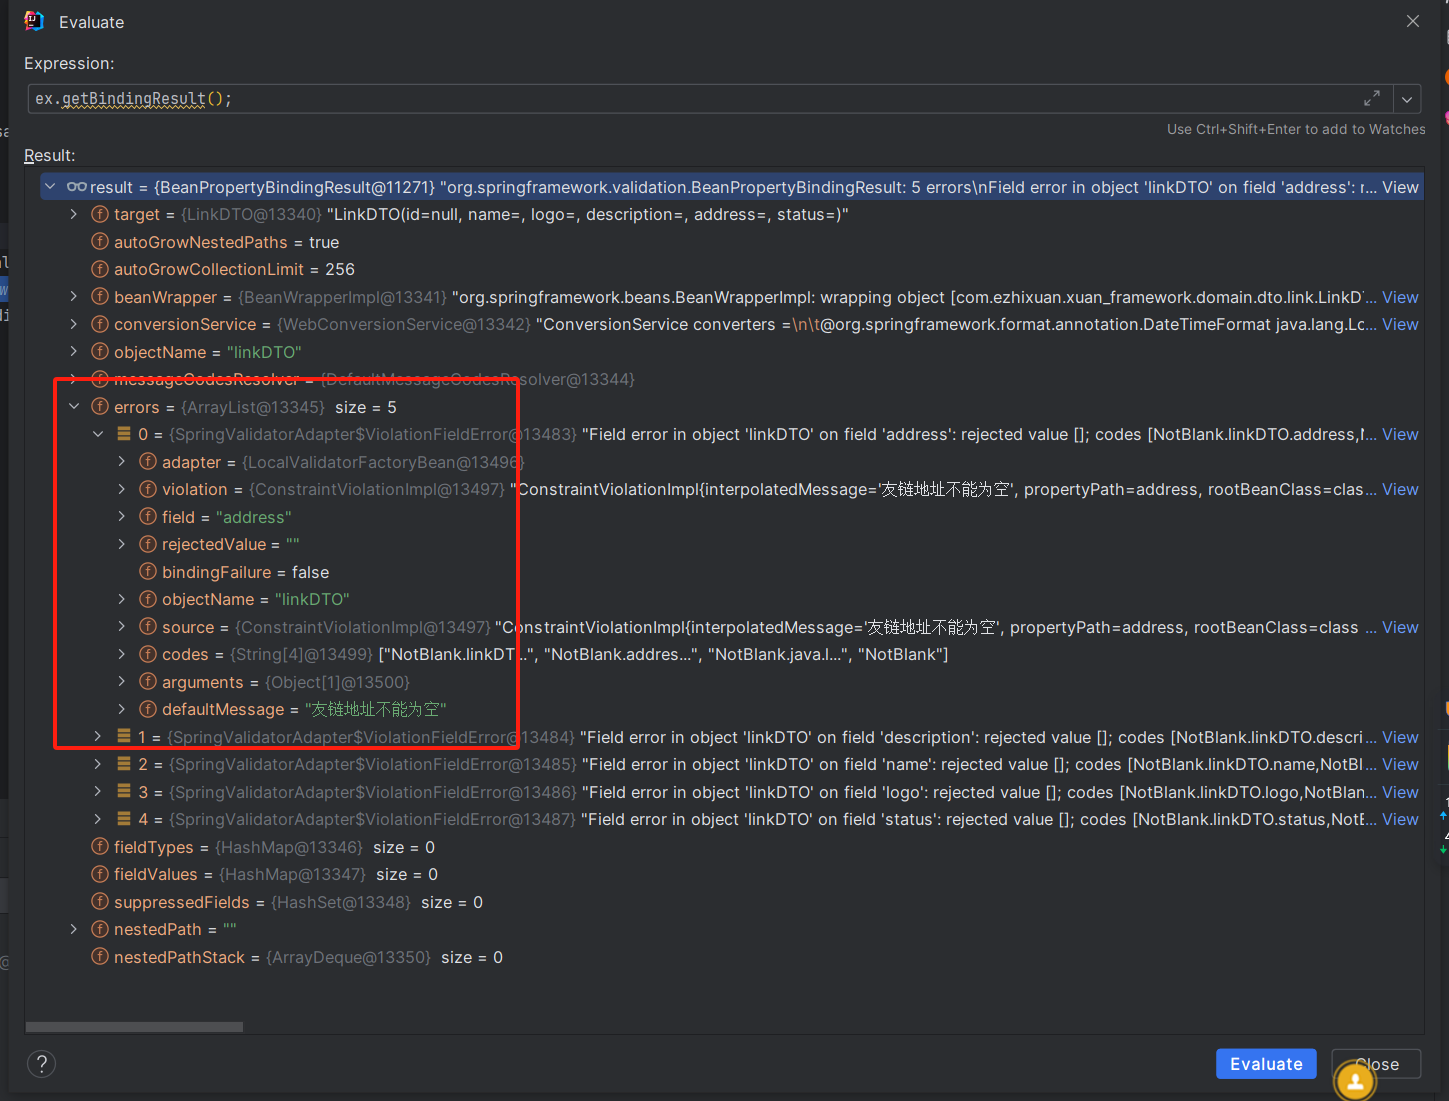 Evaluate
Expression:
ex.getBindingResult();
Use Ctrl+Shift+Enter to add to Watches
Result:
result = {BeanPropertyBindingResult@11271} "org.springframework.validation.BeanPropertyBindingResult: 5 errors\nField error in object 'linkDTO' on field 'address': r... View
target = {LinkDTO@13340} "LinkDTO(id=null, name=, logo=, description=, address=, status=)"
autoGrowNestedPaths = true
autoGrowCollectionLimit = 256
beanWrapper = {BeanWrapperImpl@13341} "org.springframework.beans.BeanWrapperImpl: wrapping object [com.ezhixuan.xuan_framework.domain.dto.link.LinkD... View
conversionService = {WebConversionService@13342} "ConversionService converters =\n\t@org.springframework.format.annotation.DateTimeFormat java.lang.Lc... View
objectName = "linkDTO"
messageCodesResolver = {DefaultMessageCodesResolver@13344}
errors = {ArrayList@13345} size = 5
0 = {SpringValidatorAdapter$ViolationFieldError@13483} "Field error in object 'linkDTO' on field 'address': rejected value []; codes [NotBlank.linkDTO.address,N... View
adapter = {LocalValidatorFactoryBean@13496}
violation = {ConstraintViolationImpl@13497} "ConstraintViolationImpl{interpolatedMessage='友链地址不能为空', propertyPath=address, rootBeanClass=clas... View
field = "address"
rejectedValue = ""
bindingFailure = false
objectName = "linkDTO"
source = {ConstraintViolationImpl@13497} "ConstraintViolationImpl{interpolatedMessage='友链地址不能为空', propertyPath=address, rootBeanClass=class ... View
codes = {String[4]@13499} ["NotBlank.linkDT...", "NotBlank.addres...", "NotBlank.java.l...", "NotBlank"]
arguments = {Object[1]@13500}
defaultMessage = "友链地址不能为空"
1 = {SpringValidatorAdapter$ViolationFieldError@13484} "Field error in object 'linkDTO' on field 'description': rejected value []; codes [NotBlank.linkDTO.descri... View
2 = {SpringValidatorAdapter$ViolationFieldError@13485} "Field error in object 'linkDTO' on field 'name': rejected value []; codes [NotBlank.linkDTO.name,NotBl... View
3 = {SpringValidatorAdapter$ViolationFieldError@13486} "Field error in object 'linkDTO' on field 'logo': rejected value []; codes [NotBlank.linkDTO.logo,NotBlan... View
4 = {SpringValidatorAdapter$ViolationFieldError@13487} "Field error in object 'linkDTO' on field 'status': rejected value []; codes [NotBlank.linkDTO.status,NotE... View
fieldTypes = {HashMap@13346} size = 0
fieldValues = {HashMap@13347} size = 0
suppressedFields = {HashSet@13348} size = 0
nestedPath = ""
nestedPathStack = {ArrayDeque@13350} size = 0
?
Evaluate
Close